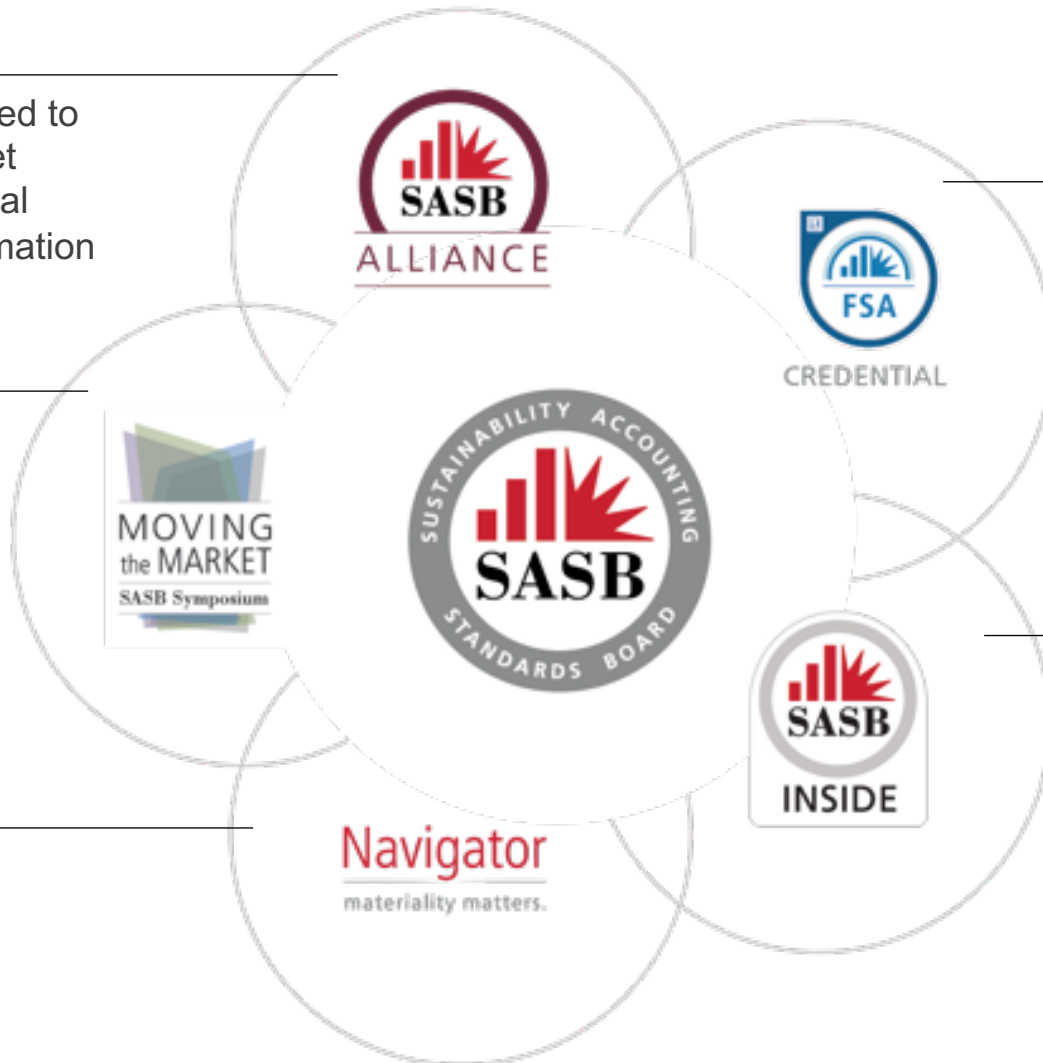 ed to
et
al
mation
SASB
ALLIANCE
FSA
CREDENTIAL
MOVING
the MARKET
SASB Symposium
SUSTAINABILITY ACCOUNTING
SASB
STANDARDS BOARD
SASB
INSIDE
Navigator
materiality matters.